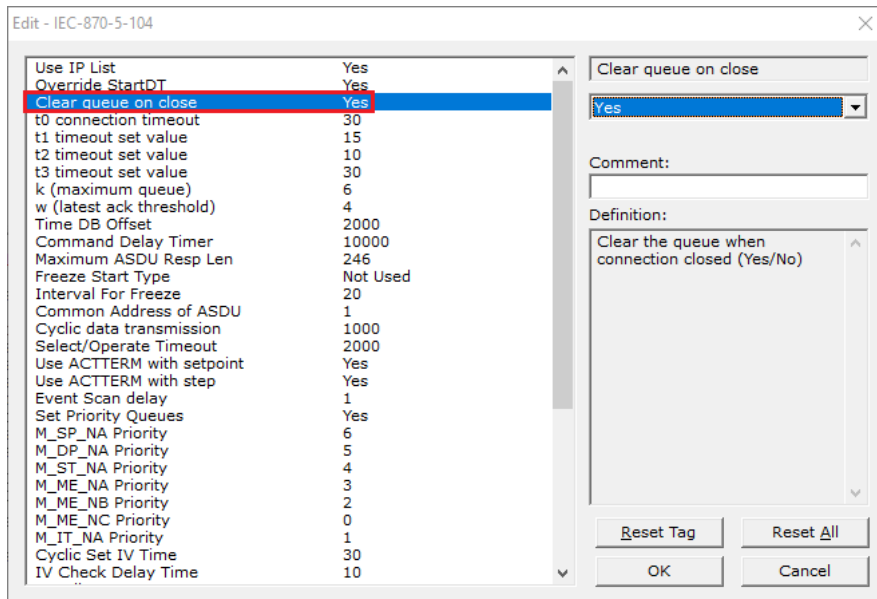 Edit - IEC-870-5-104
Use IP List Yes
Override StartDT Yes
Clear queue on close Yes
t0 connection timeout 30
t1 timeout set value 15
t2 timeout set value 10
t3 timeout set value 30
k (maximum queue) 6
w (latest ack threshold) 4
Time DB Offset 2000
Command Delay Timer 10000
Maximum ASDU Resp Len 246
Freeze Start Type Not Used
Interval For Freeze 20
Common Address of ASDU 1
Cyclic data transmission 1000
Select/Operate Timeout 2000
Use ACTTERM with setpoint Yes
Use ACTTERM with step Yes
Event Scan delay 1
Set Priority Queues Yes
M_SP_NA Priority 6
M_DP_NA Priority 5
M_ST_NA Priority 4
M_ME_NA Priority 3
M_ME_NB Priority 2
M_ME_NC Priority 0
M_IT_NA Priority 1
Cyclic Set IV Time 30
IV Check Delay Time 10
Clear queue on close
Yes
Comment:
Definition:
Clear the queue when
connection closed (Yes/No)
Reset Tag Reset All
OK Cancel